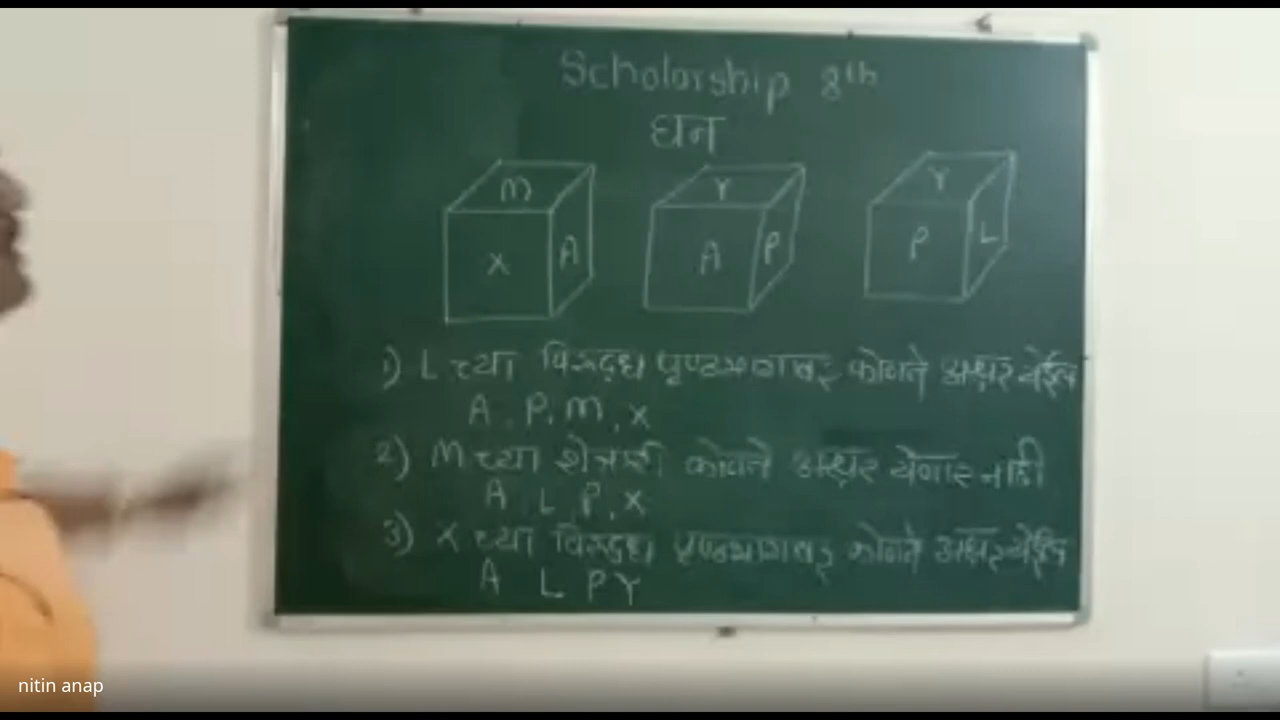 Scholarship 8th
घन
M Y Y
X A A P P L
1) L च्या विरुद्ध पृष्ठभागावर कोणते अक्षर येईल
A, P, M, X
2) M च्या कोणते अक्षर येणार नाही
A L P, X
3) X च्या विरुद्ध पृष्ठभागावर कोणते अक्षर येईल
A L P Y
nitin anap